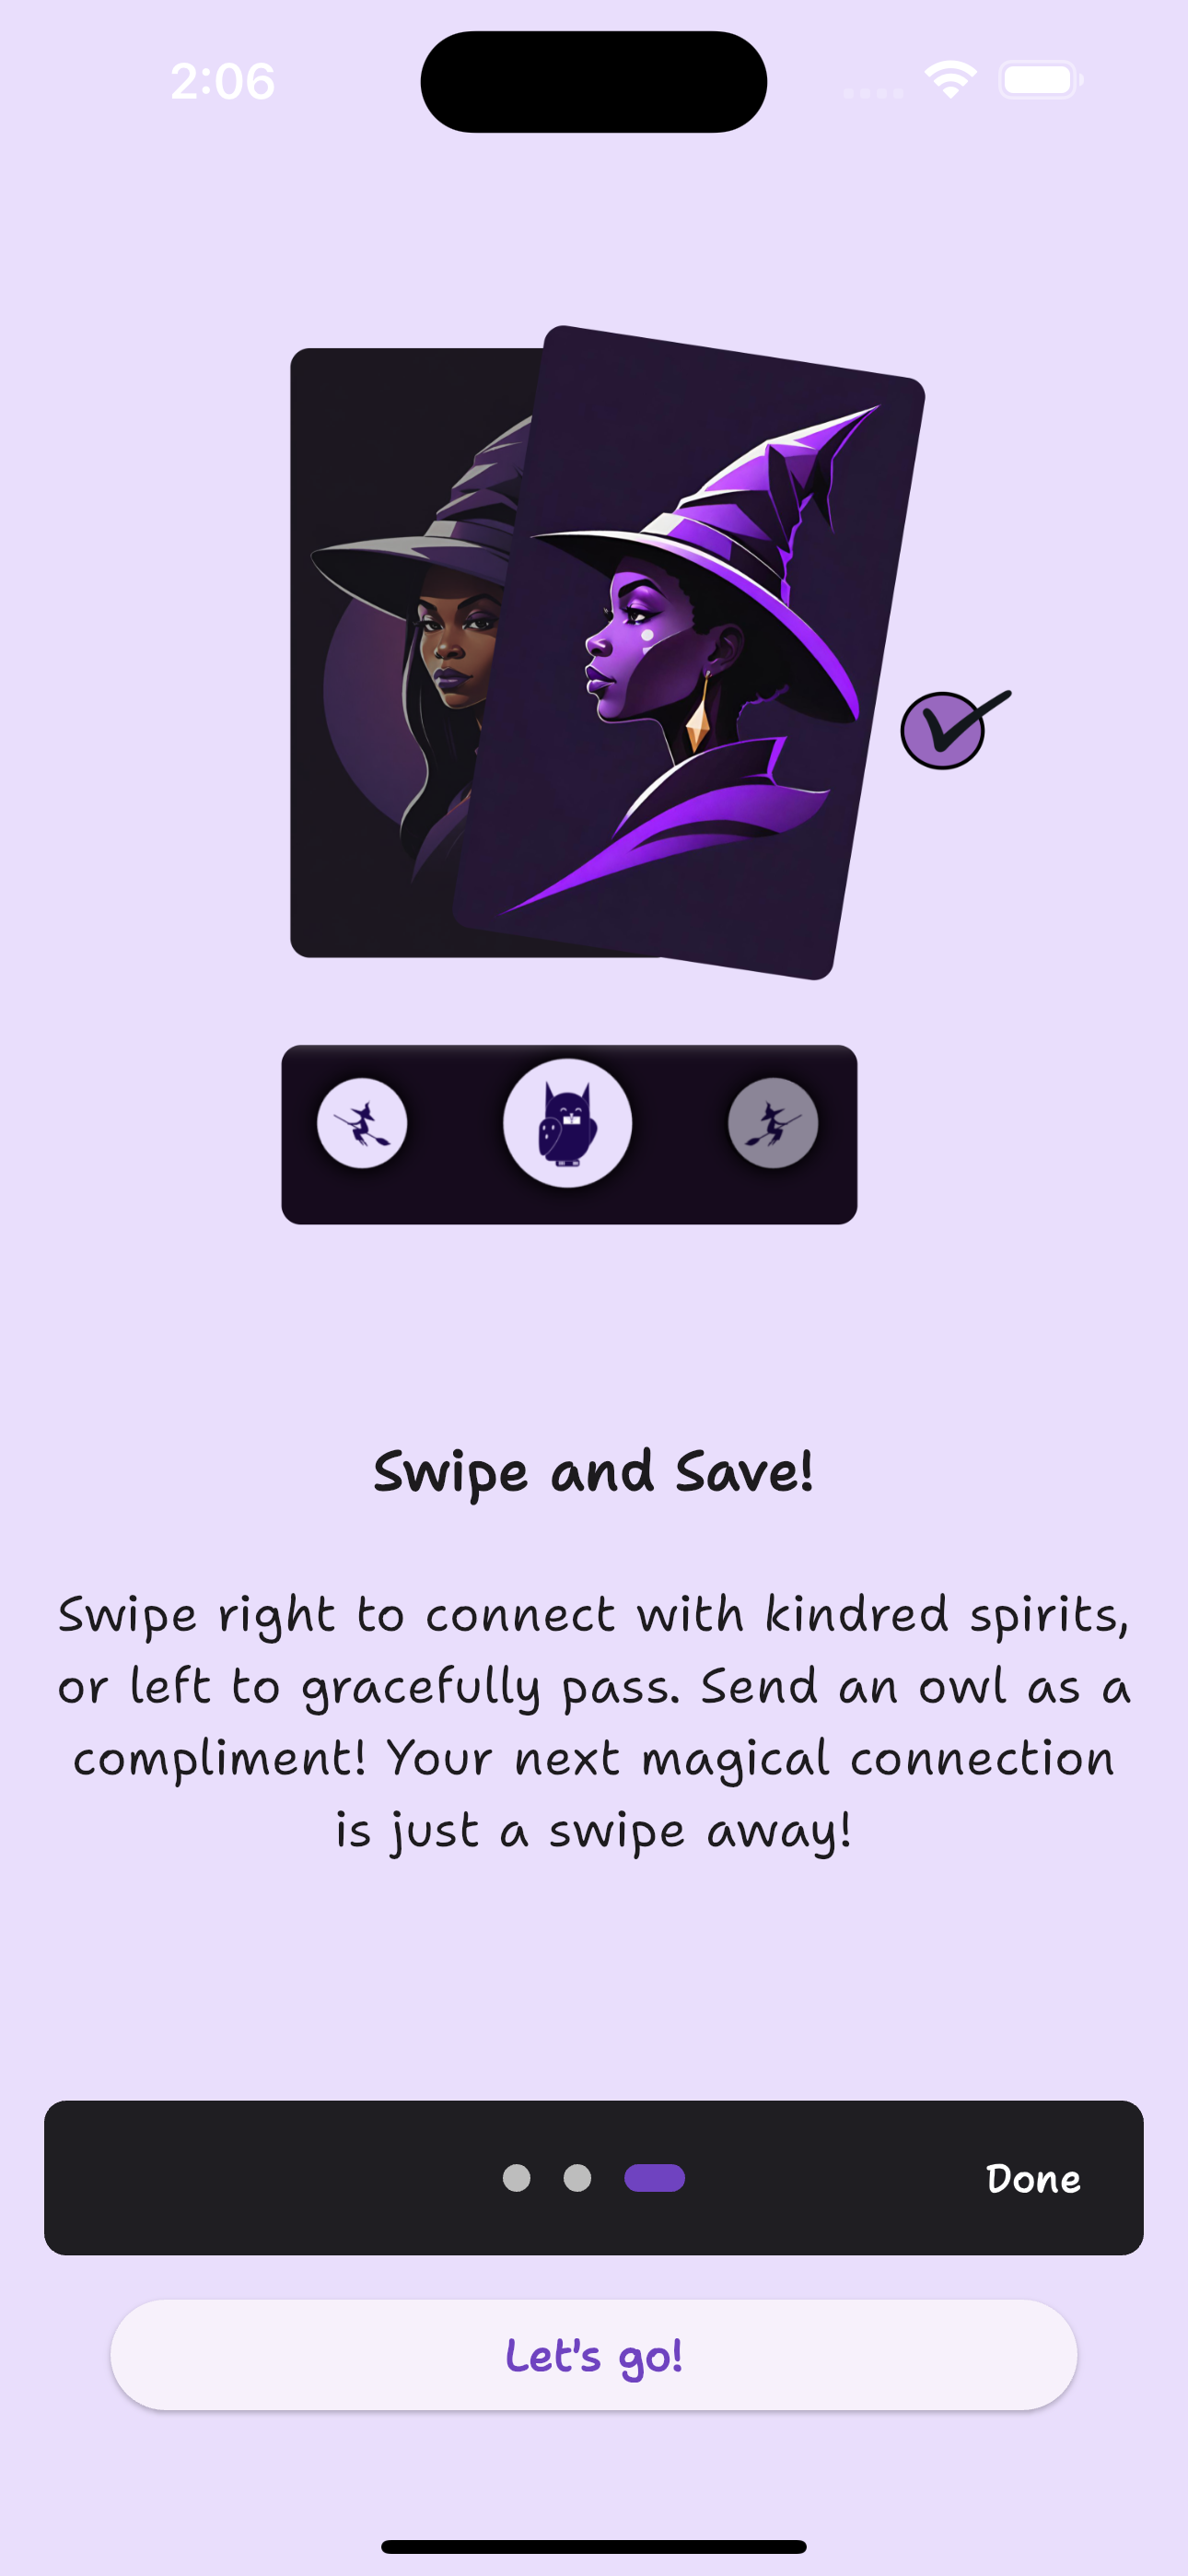 2:06
Swipe and Save!
Swipe right to connect with kindred spirits,
or left to gracefully pass. Send an owl as a
compliment! Your next magical connection
is just a swipe away!
Done
Let's go!